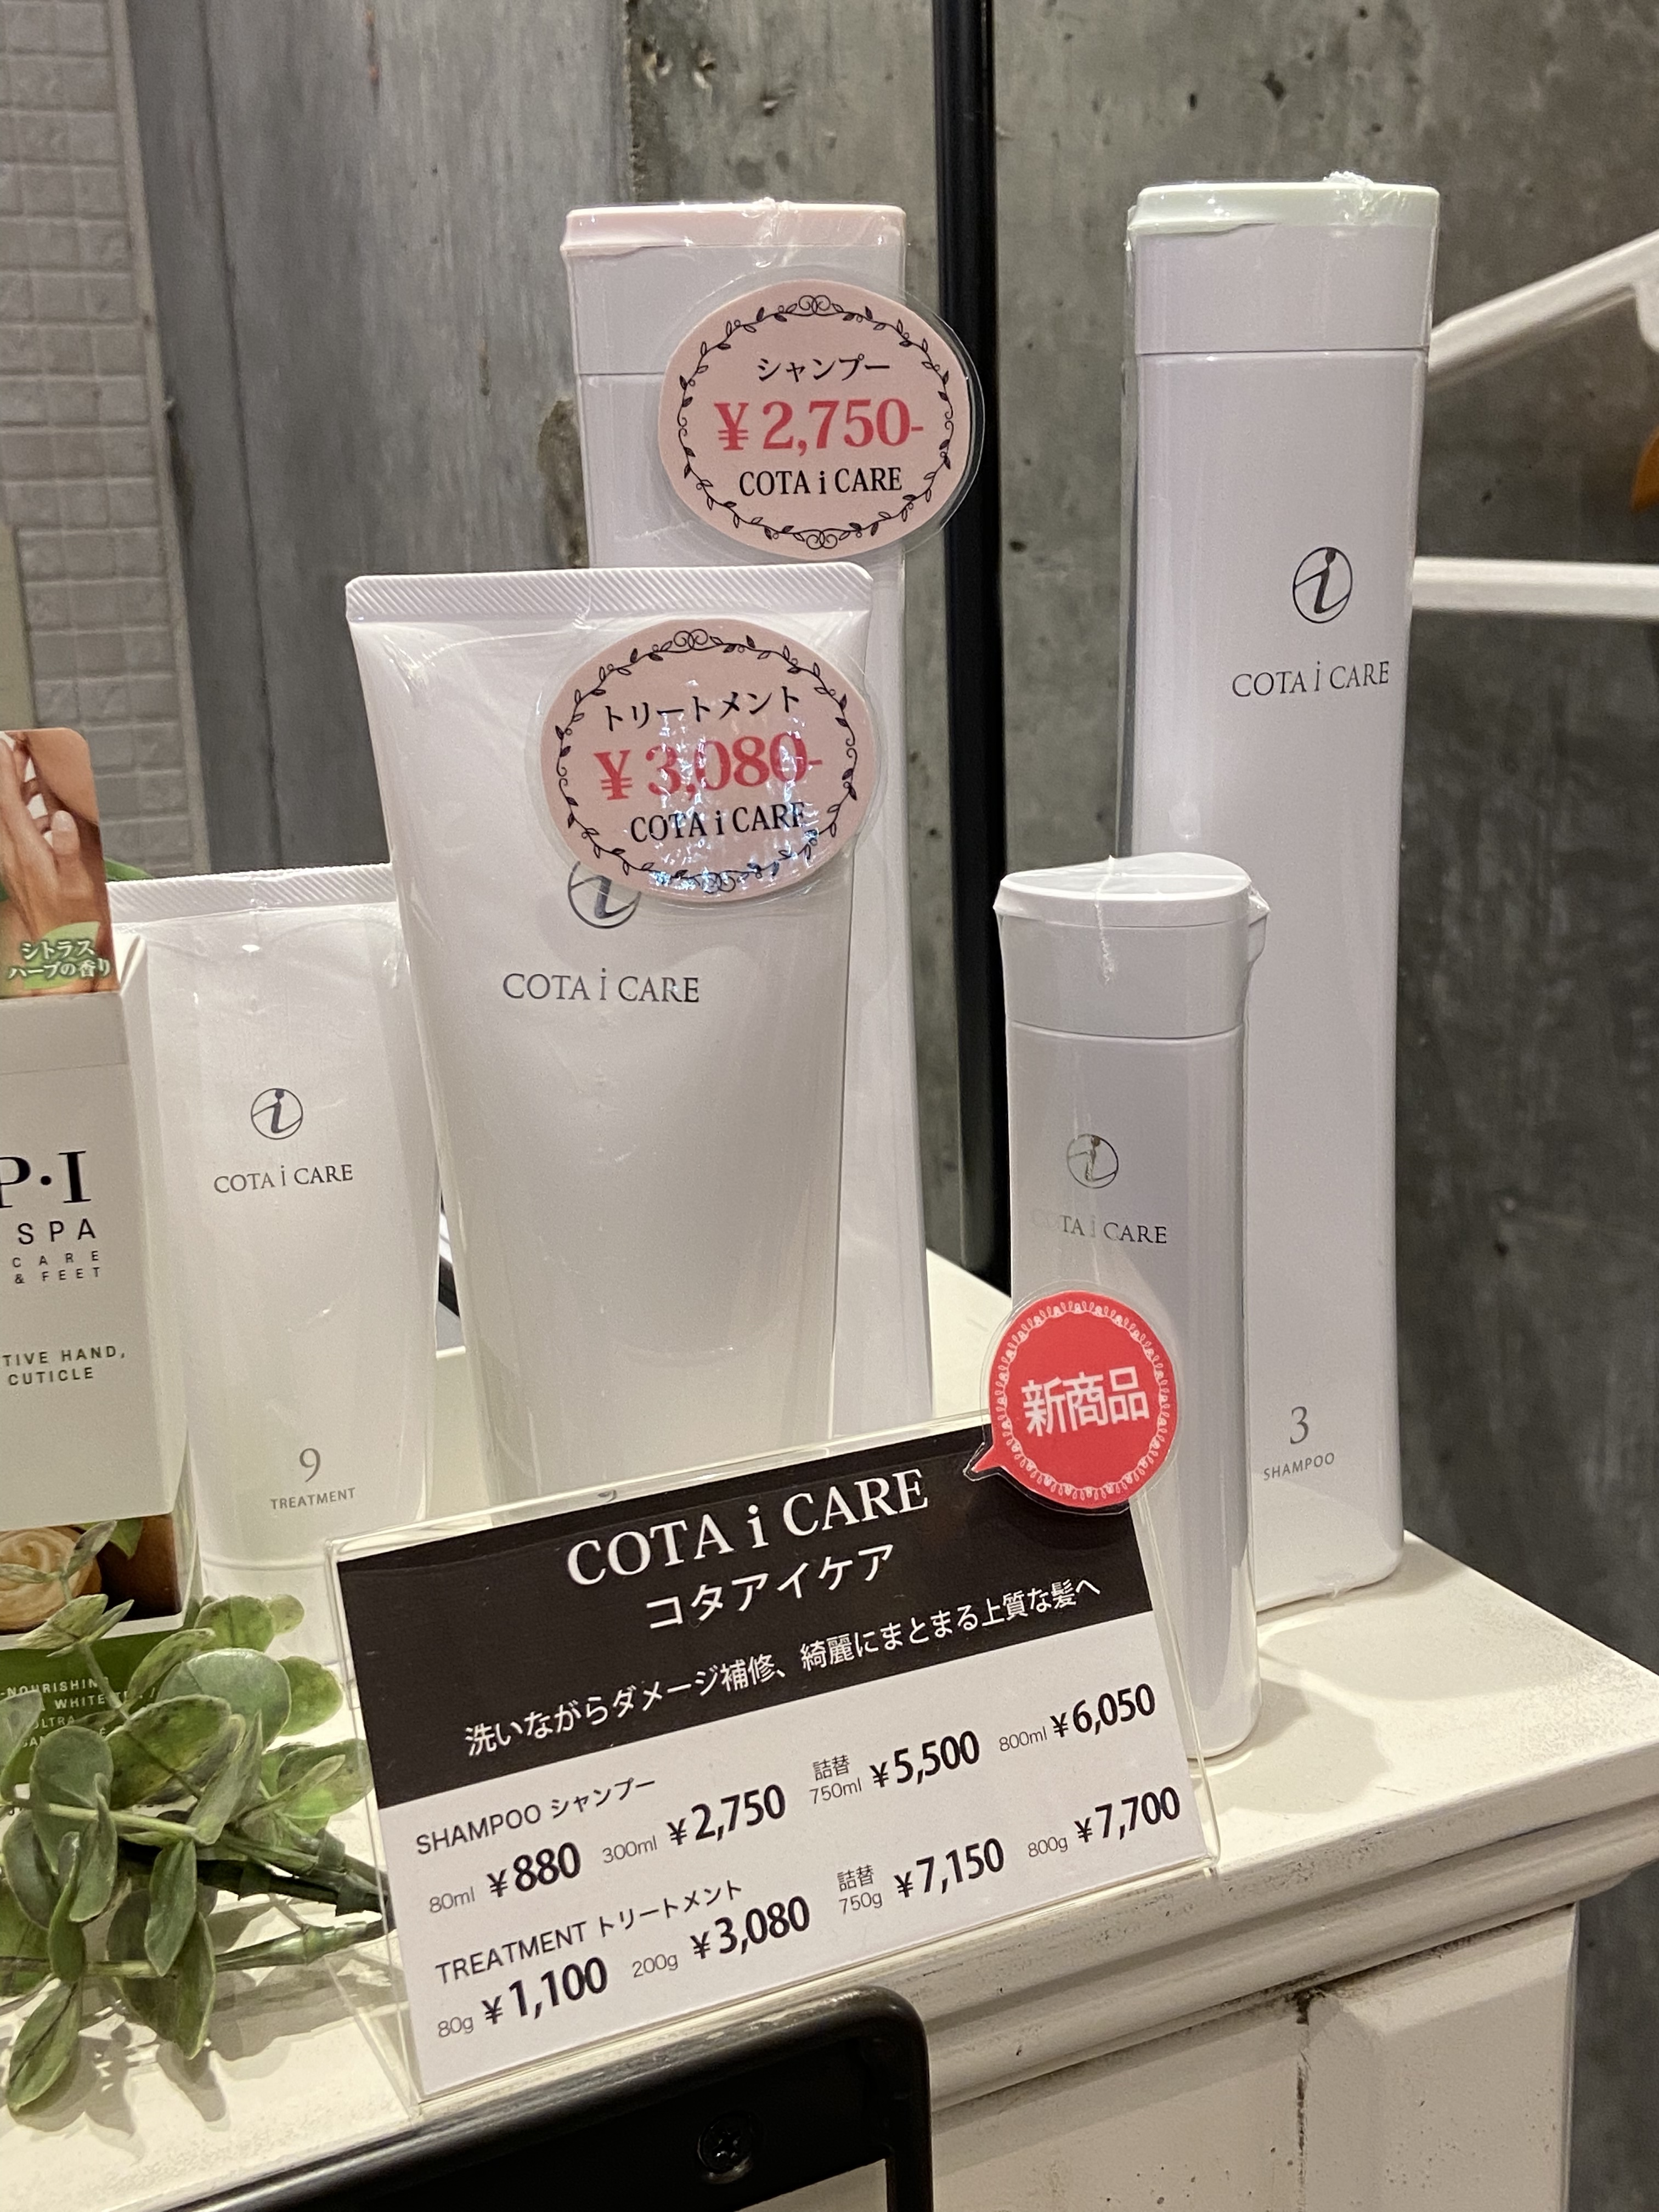 シャンプー
¥2,750-
COTA i CARE
トリートメント
¥3,080-
COTA i CARE
COTA i CARE
COTA i CARE
3
SHAMPOO
シトラス
ハーブの香り
P·I
SPA
CARE
& FEET
TIVE HAND,
CUTICLE
COTA i CARE
9
TREATMENT
TA i CARE
新商品
COTA i CARE
コタアイケア
洗いながらダメージ補修、綺麗にまとまる上質な髪へ
SHAMPOO シャンプー
80ml ¥880 300ml ¥2,750 詰替 750ml ¥5,500 800ml ¥6,050
TREATMENT トリートメント
80g ¥1,100 200g ¥3,080 詰替 750g ¥7,150 800g ¥7,700
-NOURISHIN
WHITE